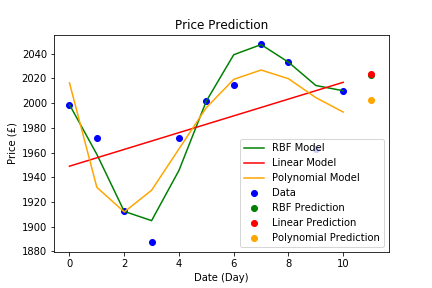 Price Prediction
2040
2020
2000
1980
1960
1940
1920
1900
1880
Price (£)
RBF Model
Linear Model
Polynomial Model
Data
RBF Prediction
Linear Prediction
Polynomial Prediction
0 2 4 6 8 10
Date (Day)